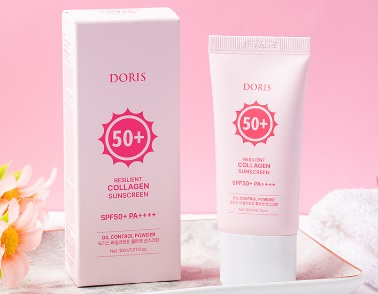 DORIS
50+
RESILIENT
COLLAGEN
SUNSCREEN
SPF50+ PA++++
OIL CONTROL POWDER
DORIS
50+
RESILIENT
COLLAGEN
SUNSCREEN
SPF50+ PA++++
OIL CONTROL POWDER